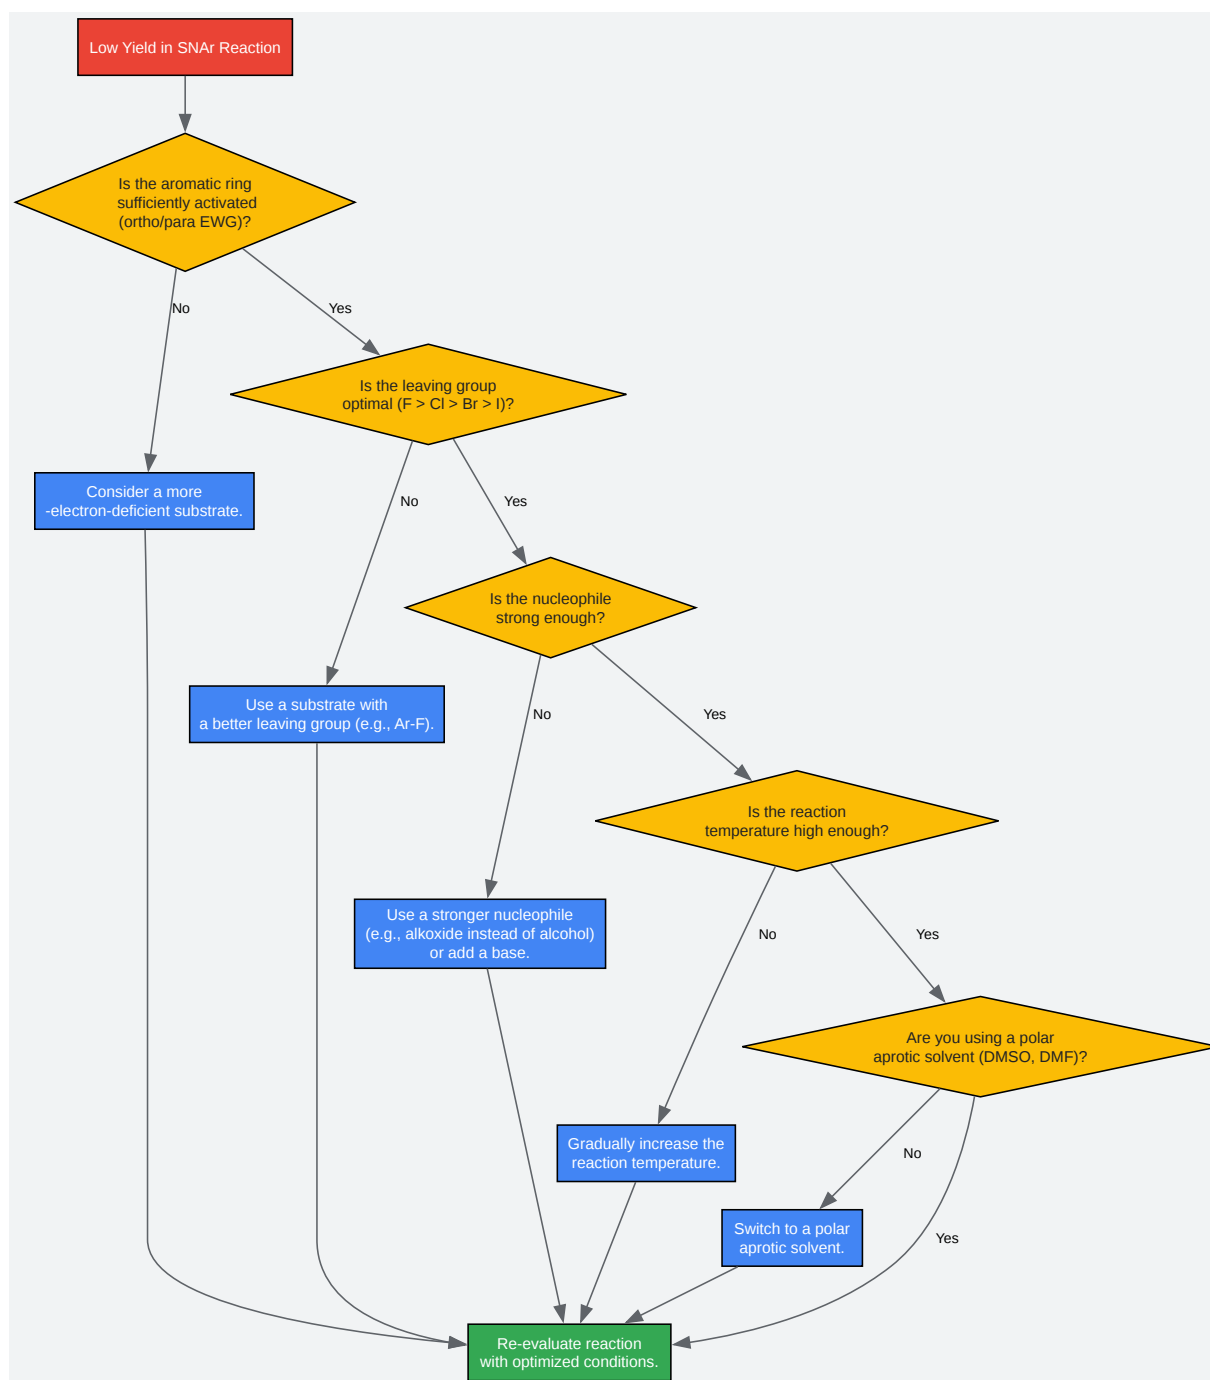 Low Yield in SNAr Reaction
Is the aromatic ring
sufficiently activated
(ortho/para EWG)?
No
Yes
Is the leaving group
optimal (F > Cl > Br > I)?
Consider a more
-electron-deficient substrate.
No
Yes
Is the nucleophile
strong enough?
Use a substrate with
a better leaving group (e.g., Ar-F).
No
Yes
Is the reaction
temperature high enough?
Use a stronger nucleophile
(e.g., alkoxide instead of alcohol)
or add a base.
No
Yes
Are you using a polar
aprotic solvent (DMSO, DMF)?
Gradually increase the
reaction temperature.
No
Switch to a polar
aprotic solvent.
Yes
Re-evaluate reaction
with optimized conditions.